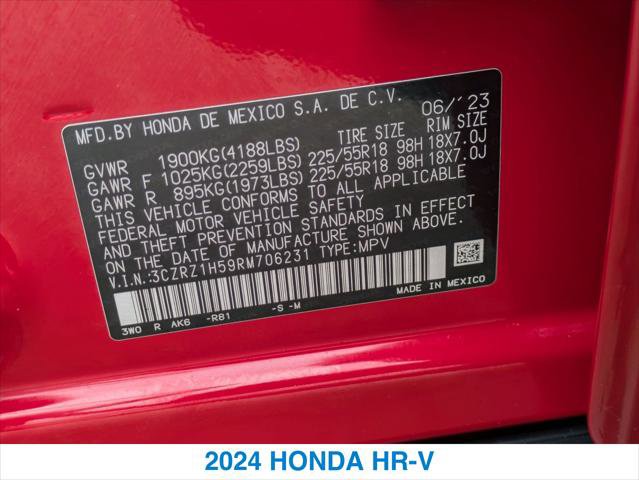 MFD.BY HONDA DE MEXICO S.A. DE C.V. 06/'23
TIRE SIZE RIM SIZE
GVWR 1900KG(4188LBS)
GAWR F 1025KG(2259LBS) 225/55R18 98H 18X7.0J
GAWR R 895KG(1973LBS) 225/55R18 98H 18X7.0J
THIS VEHICLE CONFORMS TO ALL APPLICABLE
FEDERAL MOTOR VEHICLE SAFETY
AND THEFT PREVENTION STANDARDS IN EFFECT
ON THE DATE OF MANUFACTURE SHOWN ABOVE.
V.I.N.:3CZRZ1H59RM706231 TYPE:MPV
MADE IN MEXICO
3WO R AK6 -R81 -S -M
2024 HONDA HR-V